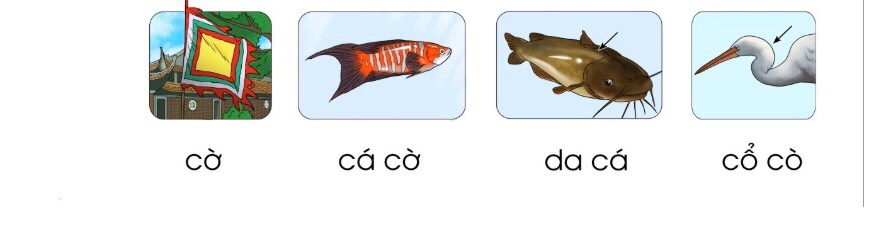 cờ cá cờ da cá cổ cò